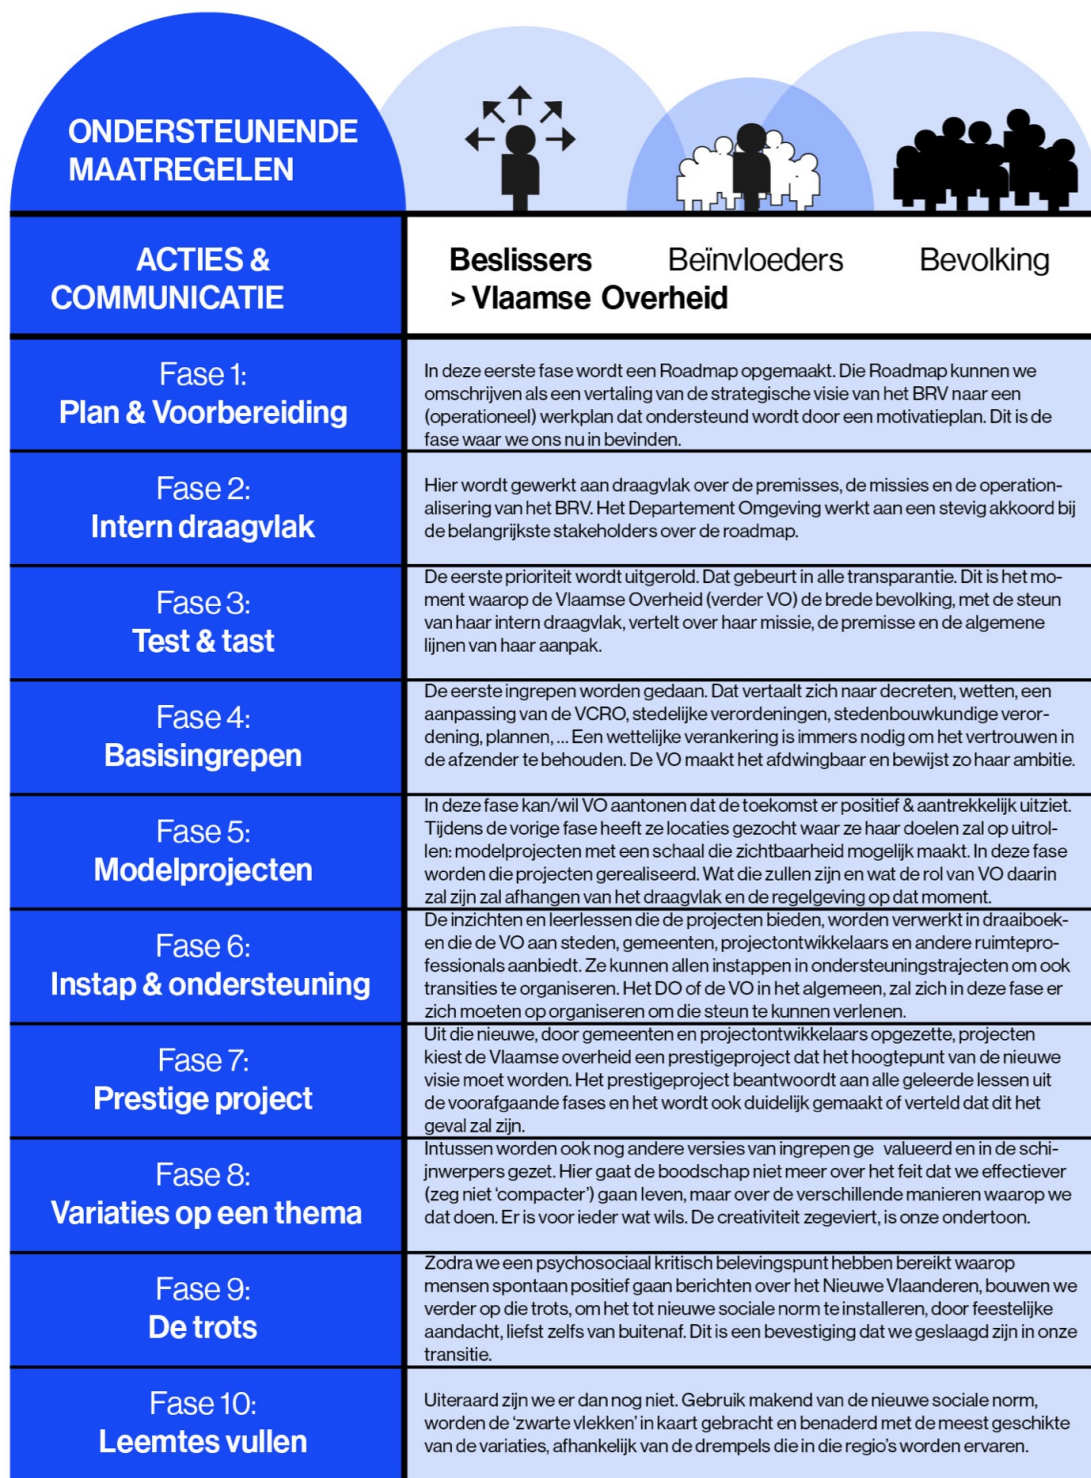 ONDERSTEUNENDE
MAATREGELEN
ACTIES &
COMMUNICATIE
Beslissers
> Vlaamse Overheid
Beïnvloeders
Bevolking
Fase 1:
Plan & Voorbereiding
In deze eerste fase wordt een Roadmap opgemaakt. Die Roadmap kunnen we
omschrijven als een vertaling van de strategische visie van het BRV naar een
(operationeel) werkplan dat ondersteund wordt door een motivatieplan. Dit is de
fase waar we ons nu in bevinden.
Fase 2:
Intern draagvlak
Hier wordt gewerkt aan draagvlak over de premisses, de missies en de operation-
alisering van het BRV. Het Departement Omgeving werkt aan een stevig akkoord bij
de belangrijkste stakeholders over de roadmap.
Fase 3:
Test & tast
De eerste prioriteit wordt uitgerold. Dat gebeurt in alle transparantie. Dit is het mo-
ment waarop de Vlaamse Overheid (verder VO) de brede bevolking, met de steun
van haar intern draagvlak, vertelt over haar missie, de premisse en de algemene
lijnen van haar aanpak.
Fase 4:
Basisingrepen
De eerste ingrepen worden gedaan. Dat vertaalt zich naar decreten, wetten, een
aanpassing van de VCRO, stedelijke verordeningen, stedenbouwkundige veror-
dening, plannen, ... Een wettelijke verankering is immers nodig om het vertrouwen in
de afzender te behouden. De VO maakt het afdwingbaar en bewijst zo haar ambitie.
Fase 5:
Modelprojecten
In deze fase kan/wil VO aantonen dat de toekomst er positief & aantrekkelijk uitziet.
Tijdens de vorige fase heeft ze locaties gezocht waar ze haar doelen zal op uitrol-
len: modelprojecten met een schaal die zichtbaarheid mogelijk maakt. In deze fase
worden die projecten gerealiseerd. Wat die zullen zijn en wat de rol van VO daarin
zal zijn zal afhangen van het draagvlak en de regelgeving op dat moment.
Fase 6:
Instap & ondersteuning
De inzichten en leerlessen die de projecten bieden, worden verwerkt in draaiboek-
en die de VO aan steden, gemeenten, projectontwikkelaars en andere ruimtepro-
fessionals aanbiedt. Ze kunnen allen instappen in ondersteuningstrajecten om ook
transities te organiseren. Het DO of de VO in het algemeen, zal zich in deze fase er
zich moeten op organiseren om die steun te kunnen verlenen.
Fase 7:
Prestige project
Uit die nieuwe, door gemeenten en projectontwikkelaars opgezette, projecten
kiest de Vlaamse overheid een prestigeproject dat het hoogtepunt van de nieuwe
visie moet worden. Het prestigeproject beantwoordt aan alle geleerde lessen uit
de voorafgaande fases en het wordt ook duidelijk gemaakt of verteld dat dit het
geval zal zijn.
Fase 8:
Variaties op een thema
Intussen worden ook nog andere versies van ingrepen ge valueerd en in de schi-
jnwerpers gezet. Hier gaat de boodschap niet meer over het feit dat we effectiever
(zeg niet ‘compacter’) gaan leven, maar over de verschillende manieren waarop we
dat doen. Er is voor ieder wat wils. De creativiteit zegeviert, is onze ondertoon.
Fase 9:
De trots
Zodra we een psychosociaal kritisch belevingspunt hebben bereikt waarop
mensen spontaan positief gaan berichten over het Nieuwe Vlaanderen, bouwen we
verder op die trots, om het tot nieuwe sociale norm te installeren, door feestelijke
aandacht, liefst zelfs van buitenaf. Dit is een bevestiging dat we geslaagd zijn in onze
transitie.
Fase 10:
Leemtes vullen
Uiteraard zijn we er dan nog niet. Gebruik makend van de nieuwe sociale norm,
worden de ‘zwarte vlekken’ in kaart gebracht en benaderd met de meest geschikte
van de variaties, afhankelijk van de drempels die in die regio’s worden ervaren.